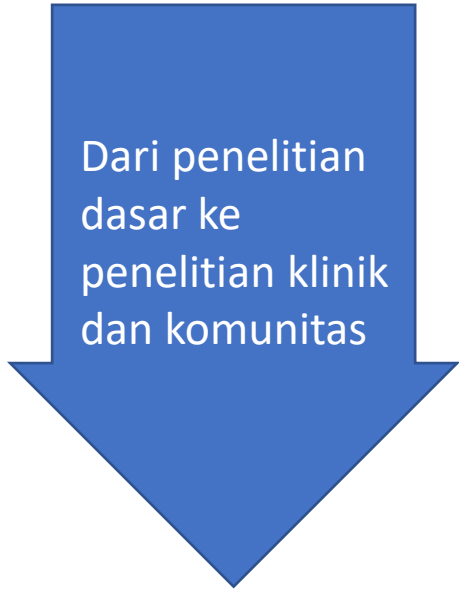 Dari penelitian
dasar ke
penelitian klinik
dan komunitas